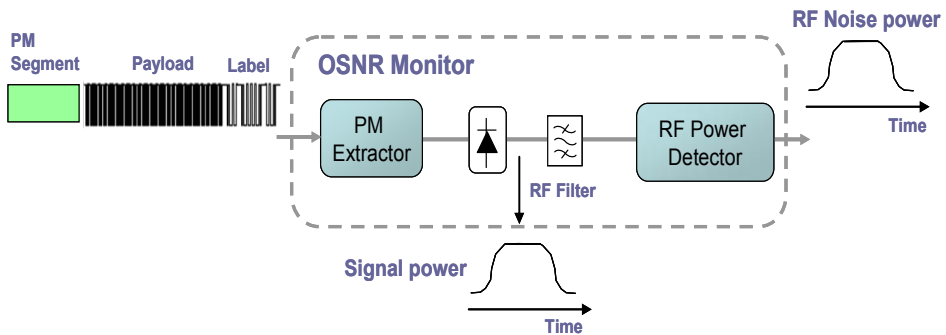 PM
Segment
Payload
Label
OSNR Monitor
PM
Extractor
RF Filter
RF Power
Detector
RF Noise power
Time
Signal power
Time